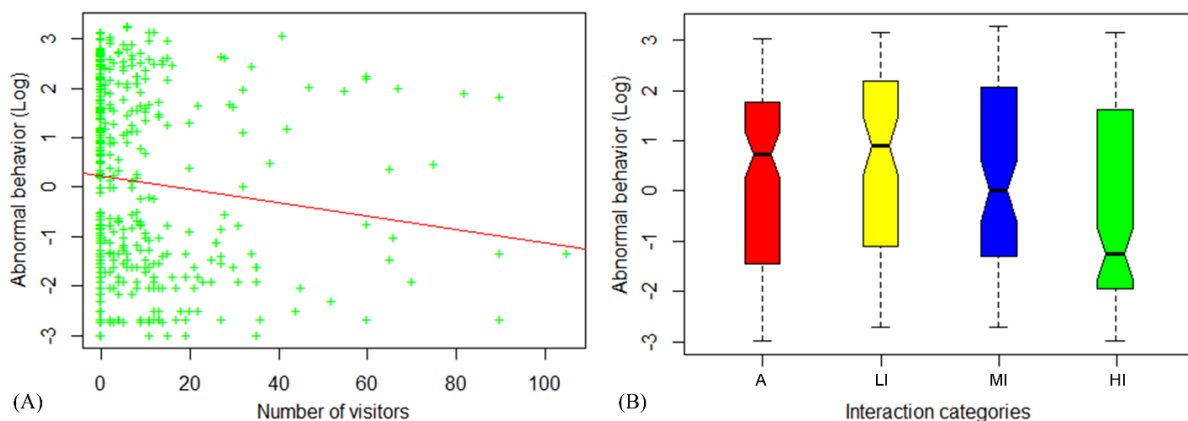 Abnormal behavior (Log)
3
2
1
0
-1
-2
-3
0 20 40 60 80 100
(A) Number of visitors
Abnormal behavior (Log)
3
2
1
0
-1
-2
-3
A LI MI HI
(B) Interaction categories